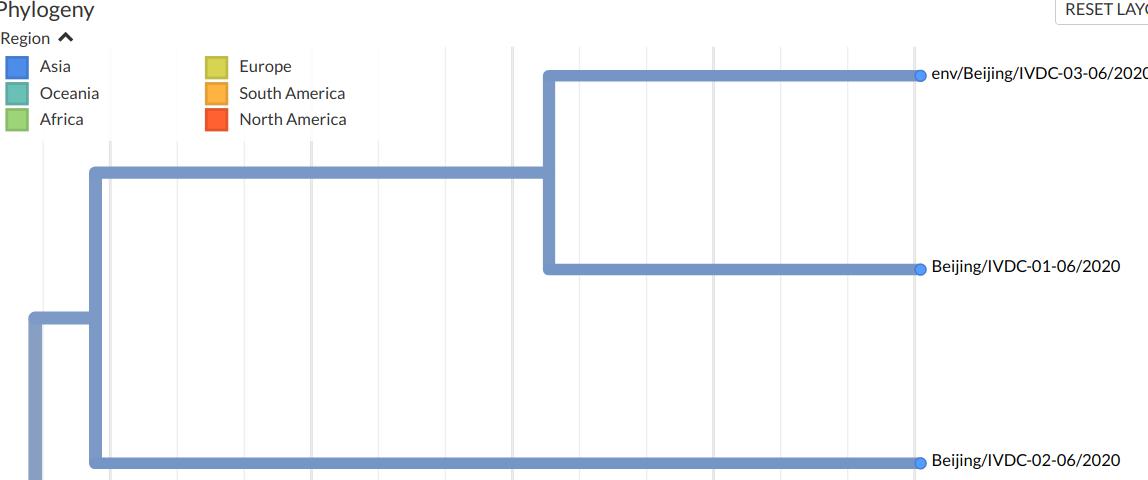 Phylogeny
RESET LAYO
Region
Asia
Europe
Oceania
South America
Africa
North America
env/Beijing/IVDC-03-06/2020
Beijing/IVDC-01-06/2020
Beijing/IVDC-02-06/2020